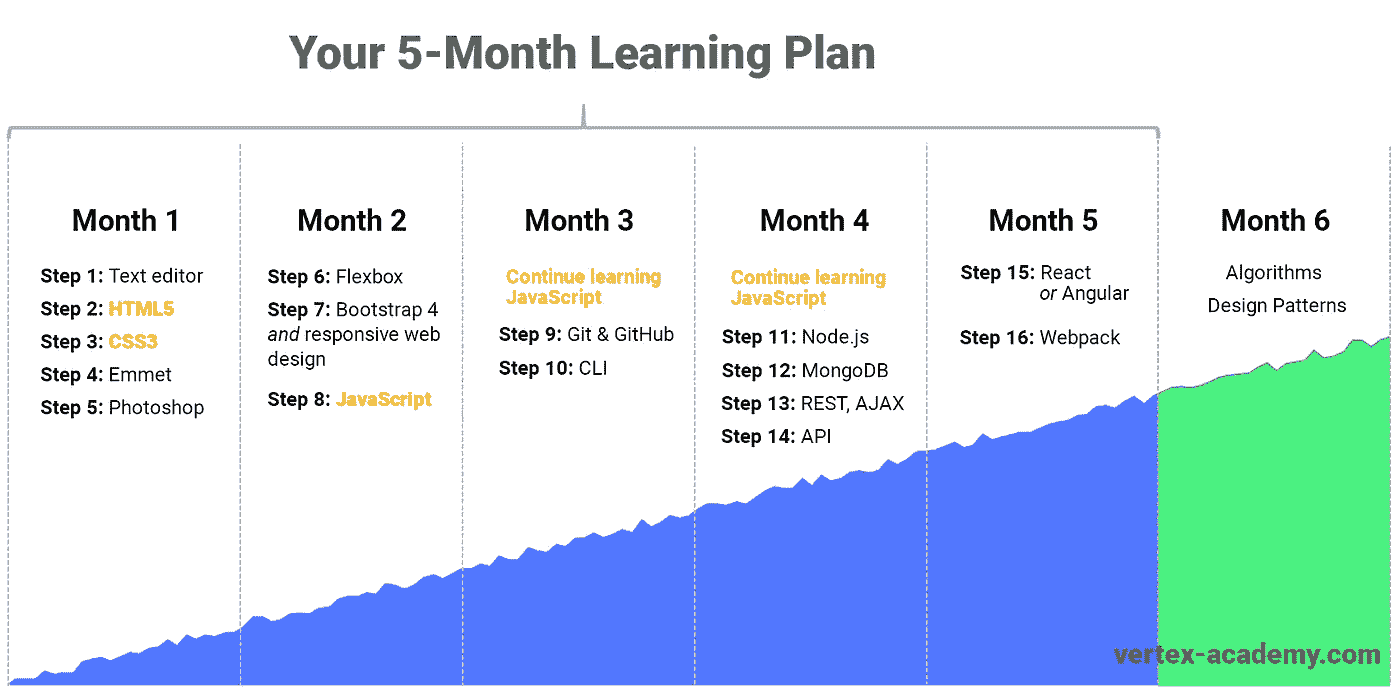 Your 5-Month Learning Plan
Month 1
Step 1: Text editor
Step 2: HTML5
Step 3: CSS3
Step 4: Emmet
Step 5: Photoshop
Month 2
Step 6: Flexbox
Step 7: Bootstrap 4
and responsive web
design
Step 8: JavaScript
Month 3
Continue learning
JavaScript
Step 9: Git & GitHub
Step 10: CLI
Month 4
Continue learning
JavaScript
Step 11: Node.js
Step 12: MongoDB
Step 13: REST, AJAX
Step 14: API
Month 5
Step 15: React
or Angular
Step 16: Webpack
Month 6
Algorithms
Design Patterns
vertex-academy.com